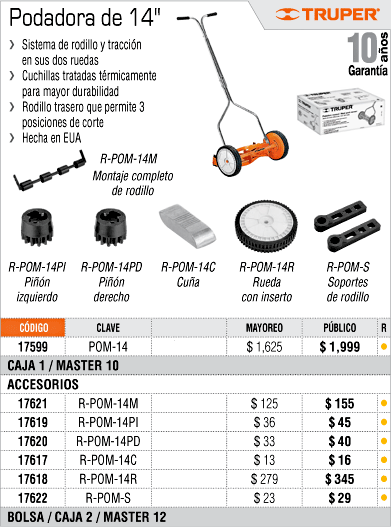 Podadora de 14"
TRUPER
› Sistema de rodillo y tracción
en sus dos ruedas
› Cuchillas tratadas térmicamente
para mayor durabilidad
› Rodillo trasero que permite 3
posiciones de corte
› Hecha en EUA
10 años
Garantía
TRUPER
R-POM-14M
Montaje completo
de rodillo
R-POM-14PI
Piñón
izquierdo
R-POM-14PD
Piñón
derecho
R-POM-14C
Cuña
R-POM-14R
Rueda
con inserto
R-POM-S
Soportes
de rodillo
CÓDIGO CLAVE MAYOREO PÚBLICO R
17599 POM-14 $ 1,625 $ 1,999
CAJA 1 / MASTER 10
ACCESORIOS
17621 R-POM-14M $ 125 $ 155
17619 R-POM-14PI $ 36 $ 45
17620 R-POM-14PD $ 33 $ 40
17617 R-POM-14C $ 13 $ 16
17618 R-POM-14R $ 279 $ 345
17622 R-POM-S $ 23 $ 29
BOLSA / CAJA 2 / MASTER 12